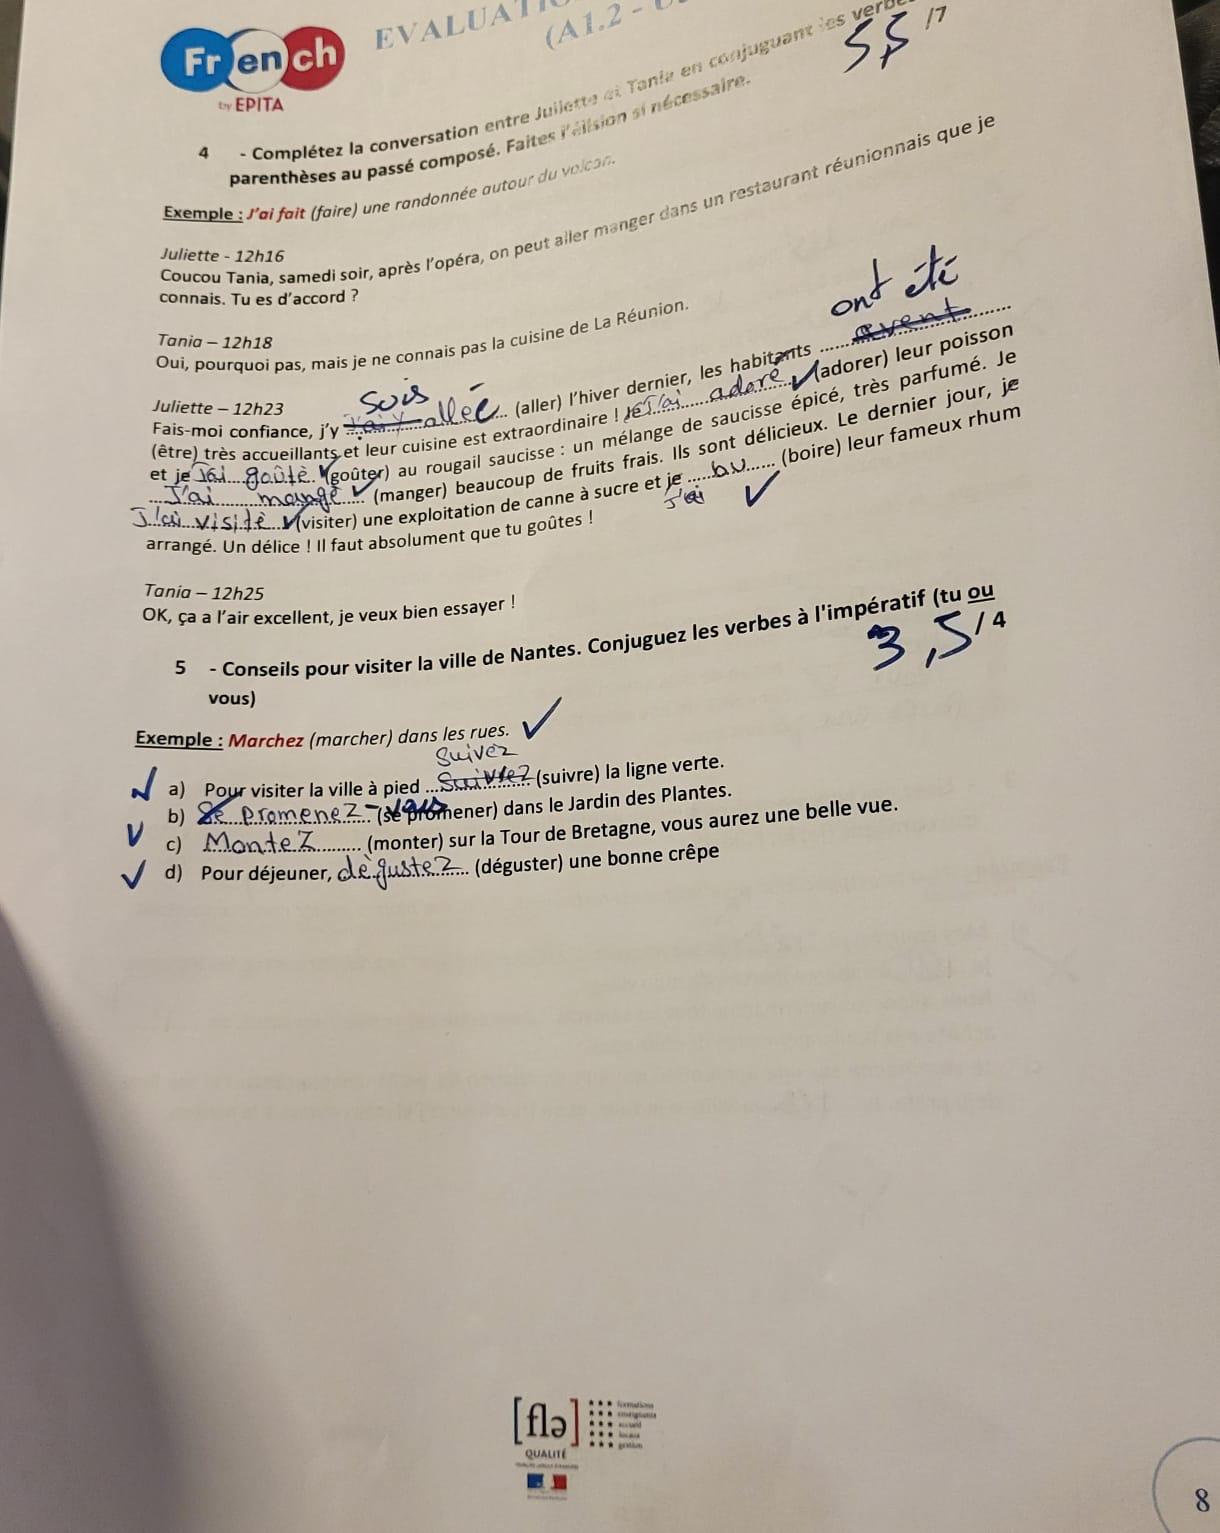 French
by EPITA
EVALUATIO
(A1.2 -
5,5 /7
4 - Complétez la conversation entre Juliette et Tania en conjuguant les verbe
parenthèses au passé composé. Faites l'élision si nécessaire.
Exemple : J'ai fait (faire) une randonnée autour du volcan.
Juliette - 12h16
Coucou Tania, samedi soir, après l'opéra, on peut aller manger dans un restaurant réunionnais que je
connais. Tu es d'accord ?
Tania – 12h18
Oui, pourquoi pas, mais je ne connais pas la cuisine de La Réunion.
ont été
Juliette – 12h23
suis
Fais-moi confiance, j'y ... allée ... (aller) l'hiver dernier, les habitants ...... avent ......
(être) très accueillants et leur cuisine est extraordinaire ! Je J'ai adoré (adorer) leur poisson
et je J'ai goûtè (goûter) au rougail saucisse : un mélange de saucisse épicé, très parfumé. Je
J'ai mangé (manger) beaucoup de fruits frais. Ils sont délicieux. Le dernier jour, je
J'ai visitè (visiter) une exploitation de canne à sucre et je ..... bu ...... (boire) leur fameux rhum
J'ai
arrangé. Un délice ! Il faut absolument que tu goûtes !
Tania – 12h25
OK, ça a l'air excellent, je veux bien essayer !
5 - Conseils pour visiter la ville de Nantes. Conjuguez les verbes à l'impératif (tu ou
vous)
3,5 / 4
Exemple : Marchez (marcher) dans les rues.
suivez
a) Pour visiter la ville à pied ... Suivrez (suivre) la ligne verte.
b) Se promenez - vous (se promener) dans le Jardin des Plantes.
c) Montez (monter) sur la Tour de Bretagne, vous aurez une belle vue.
d) Pour déjeuner, dègustez (déguster) une bonne crêpe
[flə]
QUALITÉ
8